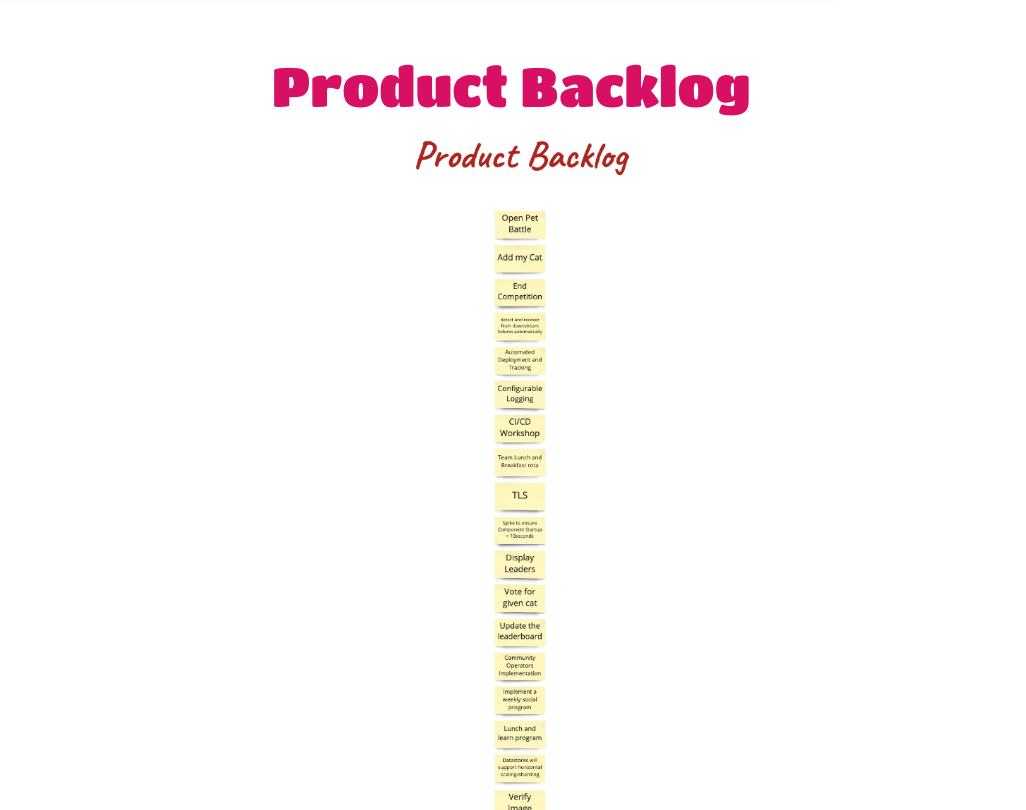 Product Backlog
Product Backlog
Open Pet
Battle
Add my Cat
End
Competition
detect and recover
from downstream
failures automatically
Automated
Deployment and
Tracking
Configurable
Logging
CI/CD
Workshop
Team Lunch and
Breakfast rota
TLS
Spike to ensure
Component Startup
< 10seconds
Display
Leaders
Vote for
given cat
Update the
leaderboard
Community
Operators
Implementation
Implement a
weekly social
program
Lunch and
learn program
Datastores will
support horizontal
scaling/sharding
Verify
Image